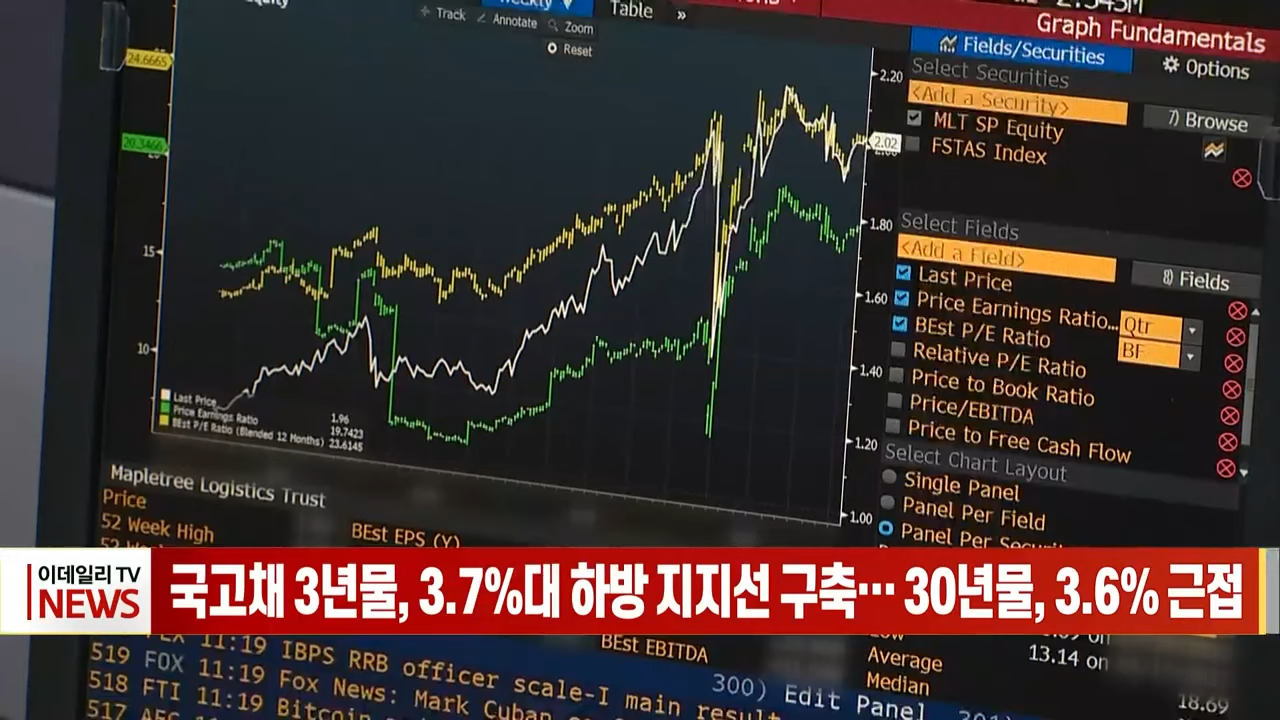 Track
Annotate
Zoom
Table
»
Reset
Graph Fundamentals
Fields/Securities
Options
Select Securities
<Add a Security>
7) Browse
MLT SP Equity
FSTAS Index
24.6665
20.3466
15
10
2.20
2.02
1.80
1.60
1.40
1.20
1.00
Select Fields
<Add a Field>
8) Fields
Last Price
Price Earnings Ratio...
Qtr
BEst P/E Ratio
BF
Relative P/E Ratio
Price to Book Ratio
Price/EBITDA
Price to Free Cash Flow
Select Chart Layout
Single Panel
Panel Per Field
Last Price 1.96
Price Earnings Ratio 19.7423
BEst P/E Ratio (Blended 12 Months) 23.6145
Mapletree Logistics Trust
Price
52 Week High
BEst EPS (Y)
이데일리 TV
NEWS
국고채 3년물, 3.7%대 하방 지지선 구축… 30년물, 3.6% 근접
11:19 IBPS RRB officer scale-I main result
519 FOX 11:19 Fox News: Mark Cuban
518 FTI 11:19 Bitcoin
517
BEst EBITDA
300) Edit Panel
Average
13.14 on
Median
18.69